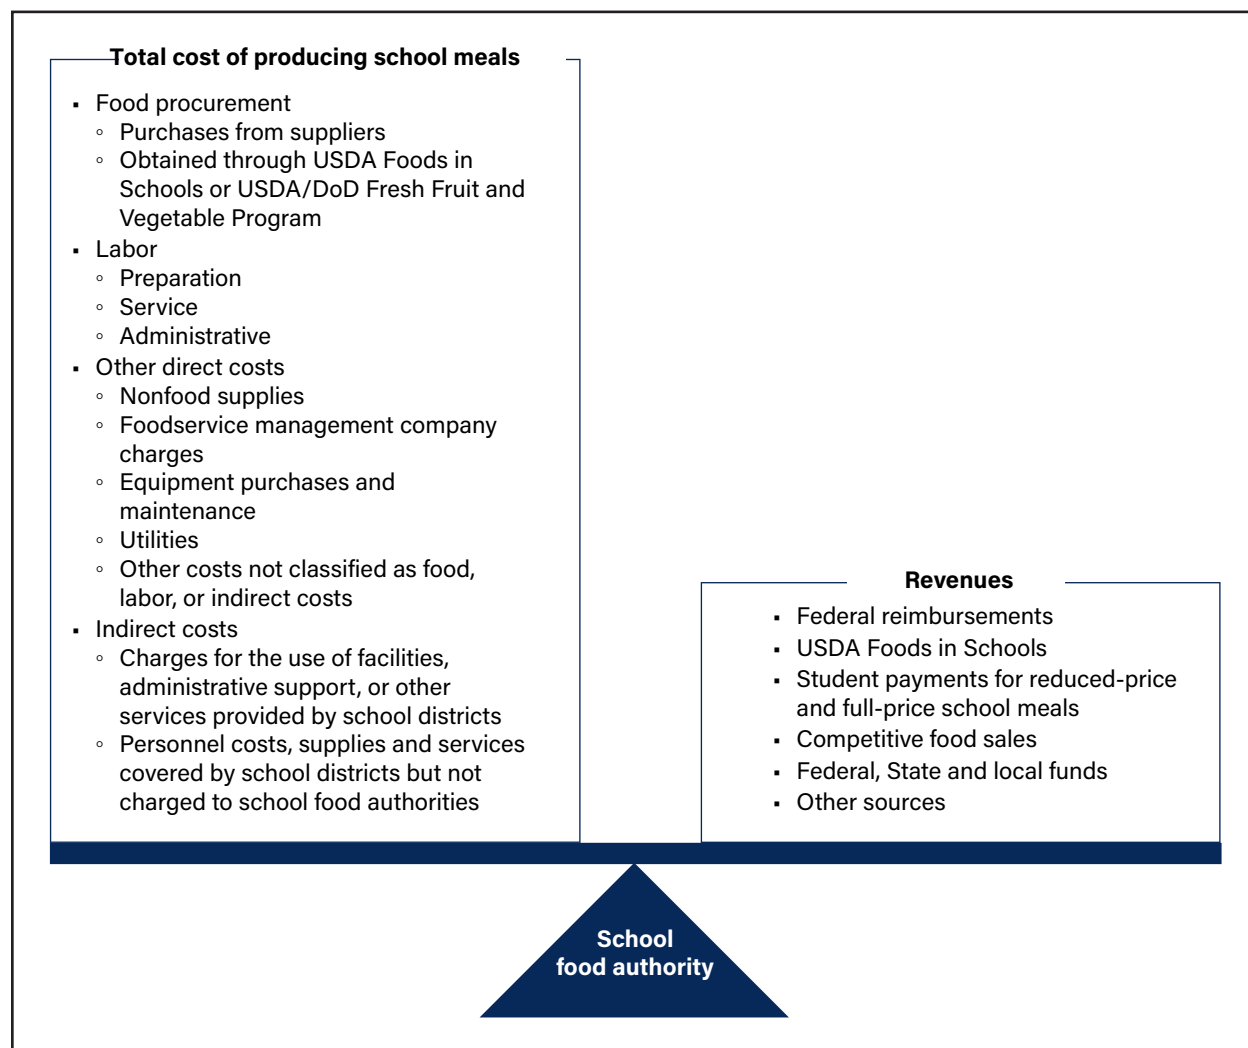 Total cost of producing school meals
▪ Food procurement
◦ Purchases from suppliers
◦ Obtained through USDA Foods in
Schools or USDA/DoD Fresh Fruit and
Vegetable Program
▪ Labor
◦ Preparation
◦ Service
◦ Administrative
▪ Other direct costs
◦ Nonfood supplies
◦ Foodservice management company
charges
◦ Equipment purchases and
maintenance
◦ Utilities
◦ Other costs not classified as food,
labor, or indirect costs
▪ Indirect costs
◦ Charges for the use of facilities,
administrative support, or other
services provided by school districts
◦ Personnel costs, supplies and services
covered by school districts but not
charged to school food authorities
Revenues
▪ Federal reimbursements
▪ USDA Foods in Schools
▪ Student payments for reduced-price
and full-price school meals
▪ Competitive food sales
▪ Federal, State and local funds
▪ Other sources
School
food authority